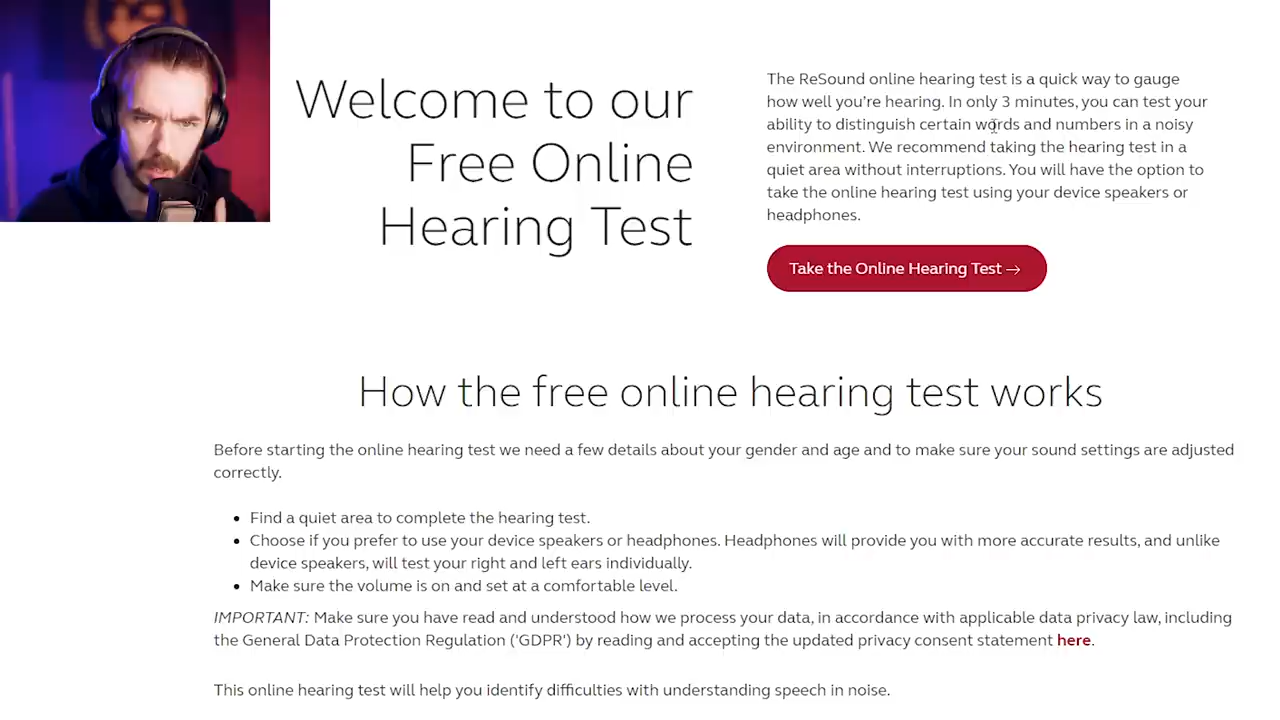 Welcome to our
Free Online
Hearing Test
The ReSound online hearing test is a quick way to gauge
how well you're hearing. In only 3 minutes, you can test your
ability to distinguish certain words and numbers in a noisy
environment. We recommend taking the hearing test in a
quiet area without interruptions. You will have the option to
take the online hearing test using your device speakers or
headphones.
Take the Online Hearing Test →
How the free online hearing test works
Before starting the online hearing test we need a few details about your gender and age and to make sure your sound settings are adjusted
correctly.
• Find a quiet area to complete the hearing test.
• Choose if you prefer to use your device speakers or headphones. Headphones will provide you with more accurate results, and unlike
device speakers, will test your right and left ears individually.
• Make sure the volume is on and set at a comfortable level.
IMPORTANT: Make sure you have read and understood how we process your data, in accordance with applicable data privacy law, including
the General Data Protection Regulation ('GDPR') by reading and accepting the updated privacy consent statement here.
This online hearing test will help you identify difficulties with understanding speech in noise.